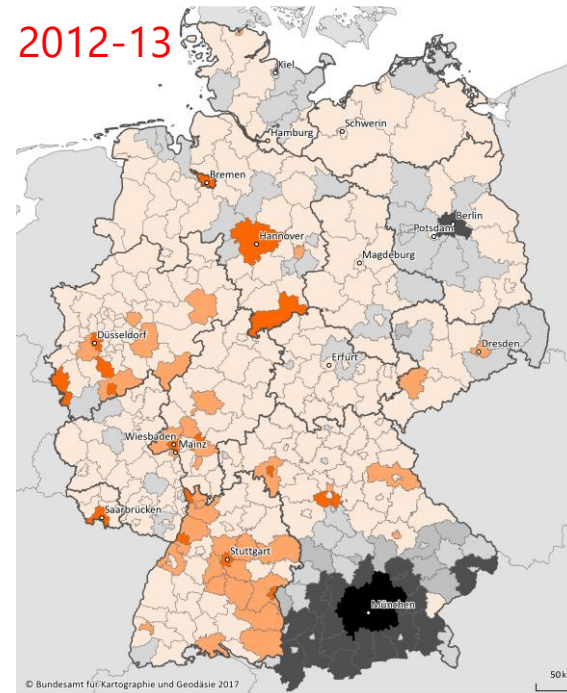 2012-13
Kiel
Schwerin
Hamburg
Bremen
Berlin
Potsdam
Hannover
Magdeburg
Düsseldorf
Dresden
Erfurt
Wiesbaden
Mainz
Saarbrücken
Stuttgart
München
© Bundesamt für Kartographie und Geodäsie 2017
50k